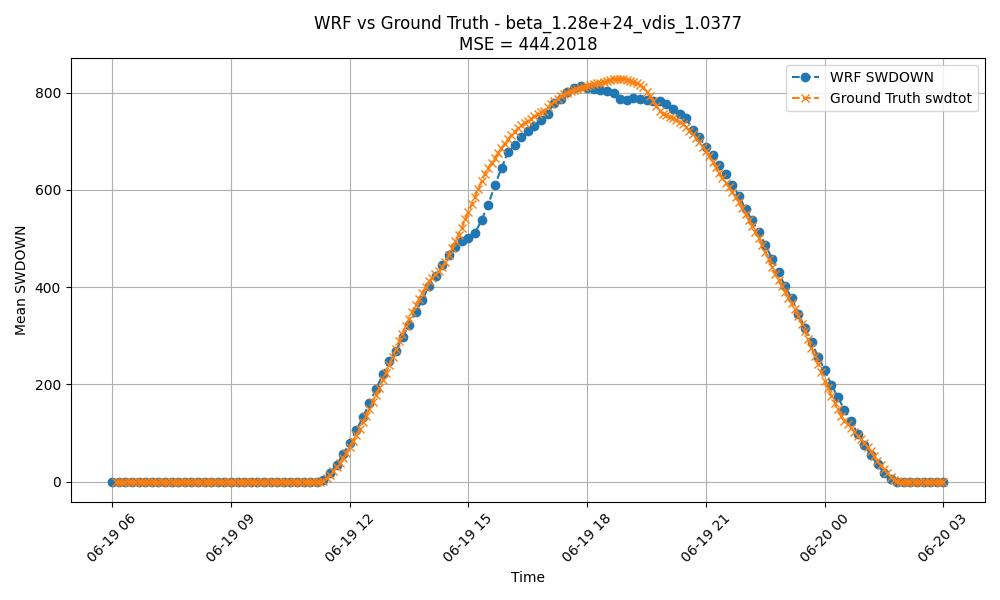 WRF vs Ground Truth - beta_1.28e+24_vdis_1.0377
MSE = 444.2018
WRF SWDOWN
Ground Truth swdtot
Mean SWDOWN
800
600
400
200
0
06-19 06
06-19 09
06-19 12
06-19 15
06-19 18
06-19 21
06-20 00
06-20 03
Time